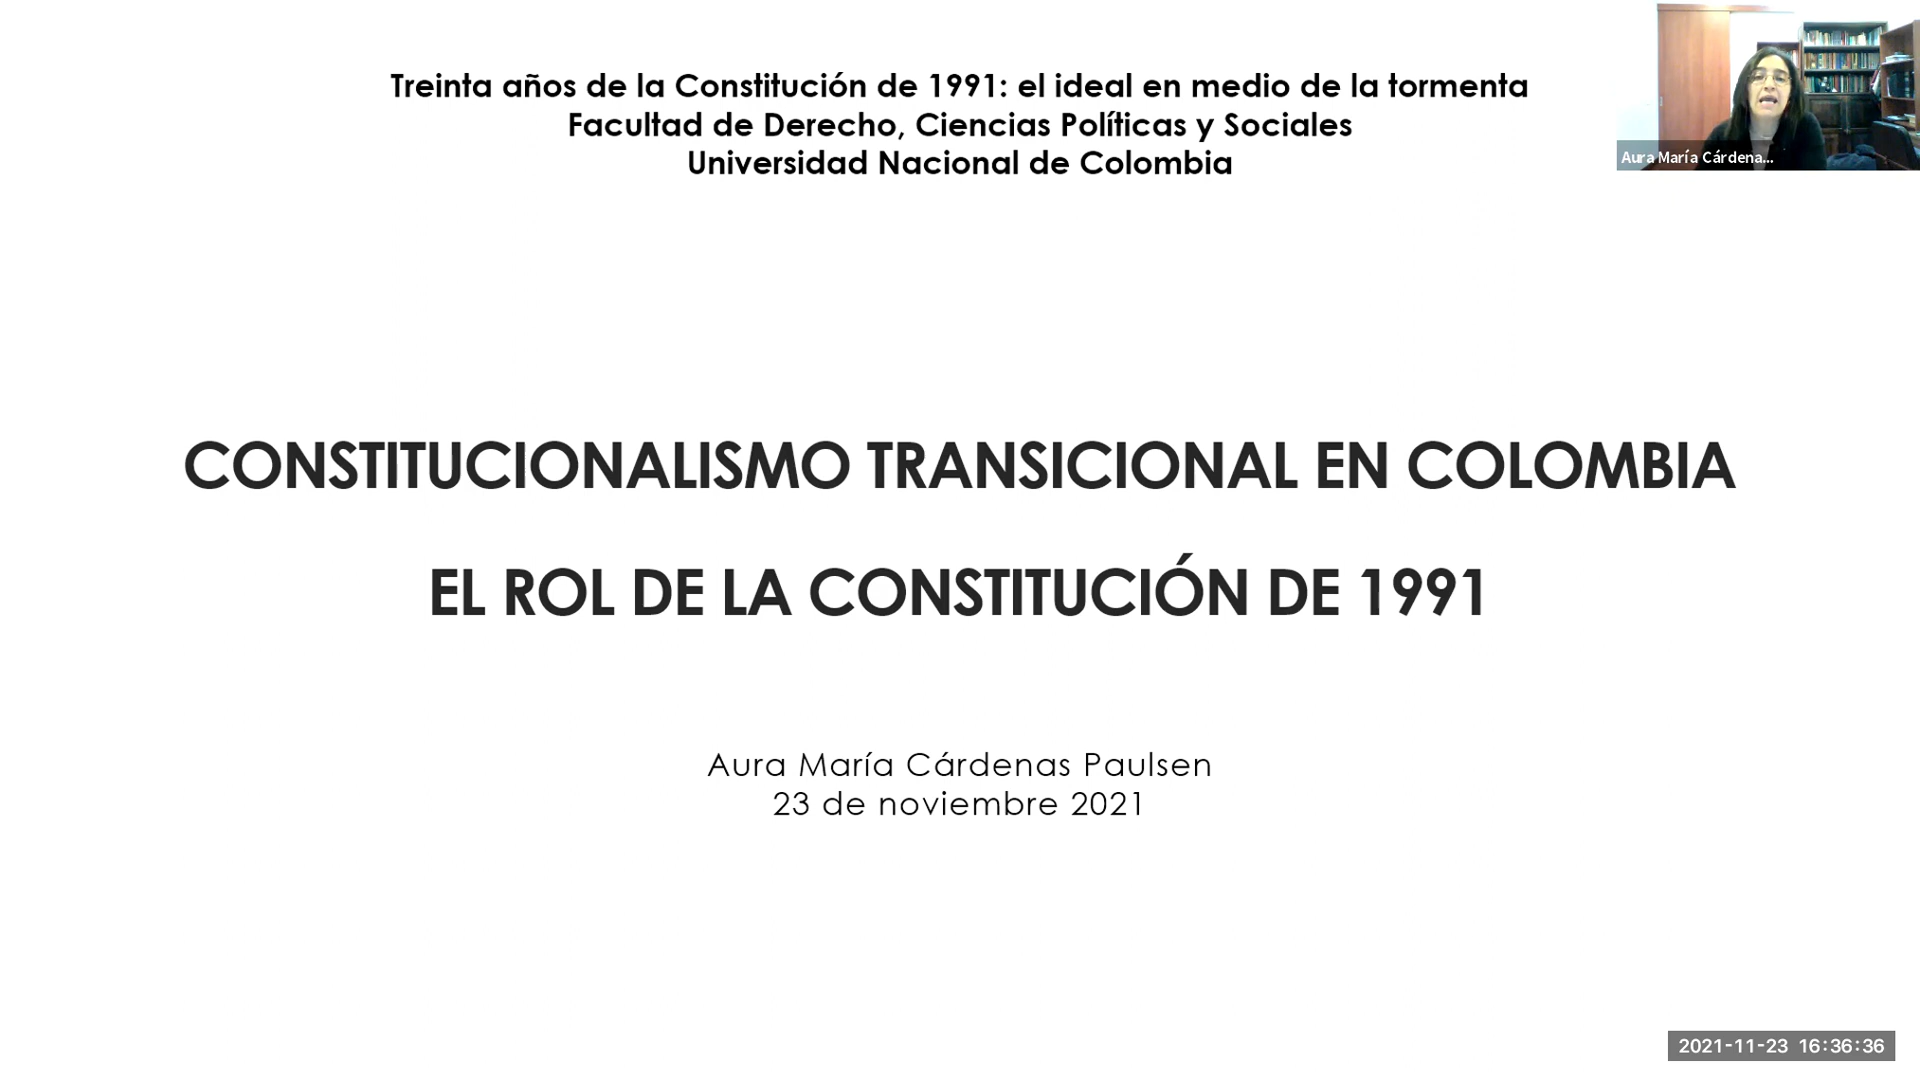 Treinta años de la Constitución de 1991: el ideal en medio de la tormenta
Facultad de Derecho, Ciencias Políticas y Sociales
Universidad Nacional de Colombia
Aura María Cárdena...
CONSTITUCIONALISMO TRANSICIONAL EN COLOMBIA
EL ROL DE LA CONSTITUCIÓN DE 1991
Aura María Cárdenas Paulsen
23 de noviembre 2021
2021-11-23 16:36:36